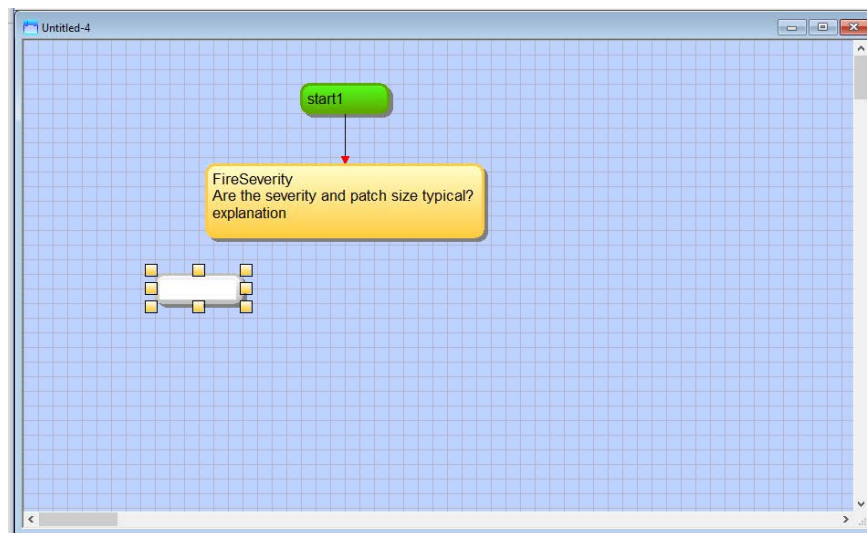 Untitled-4
start1
FireSeverity
Are the severity and patch size typical?
explanation